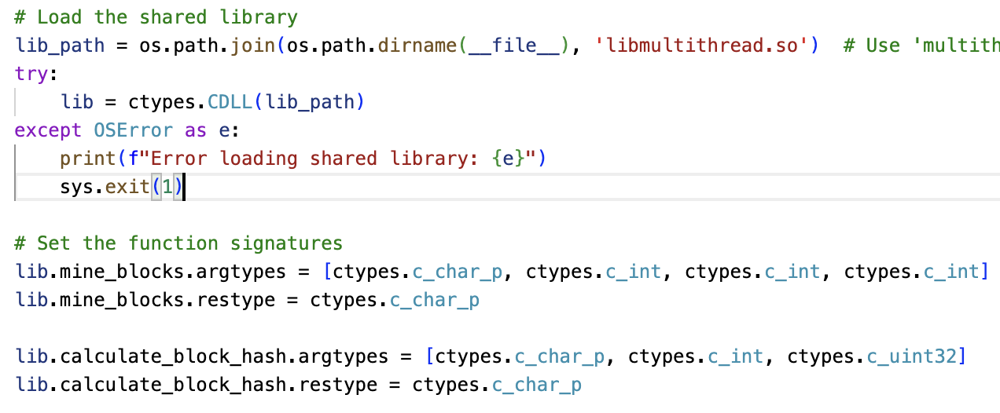 # Load the shared library
lib_path = os.path.join(os.path.dirname(__file__), 'libmultithread.so')  # Use 'multith
try:
    lib = ctypes.CDLL(lib_path)
except OSError as e:
    print(f"Error loading shared library: {e}")
    sys.exit(1)
# Set the function signatures
lib.mine_blocks.argtypes = [ctypes.c_char_p, ctypes.c_int, ctypes.c_int, ctypes.c_int]
lib.mine_blocks.restype = ctypes.c_char_p
lib.calculate_block_hash.argtypes = [ctypes.c_char_p, ctypes.c_int, ctypes.c_uint32]
lib.calculate_block_hash.restype = ctypes.c_char_p